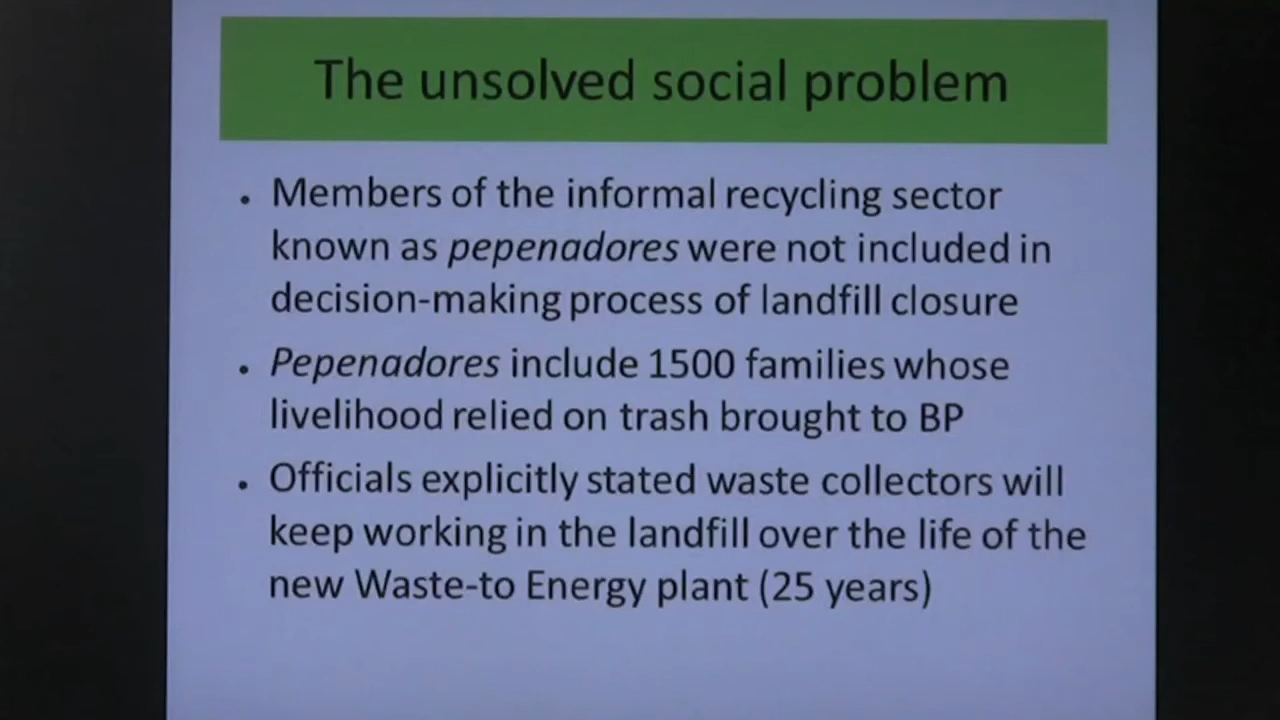 The unsolved social problem
• Members of the informal recycling sector
known as pepenadores were not included in
decision-making process of landfill closure
• Pepenadores include 1500 families whose
livelihood relied on trash brought to BP
• Officials explicitly stated waste collectors will
keep working in the landfill over the life of the
new Waste-to Energy plant (25 years)